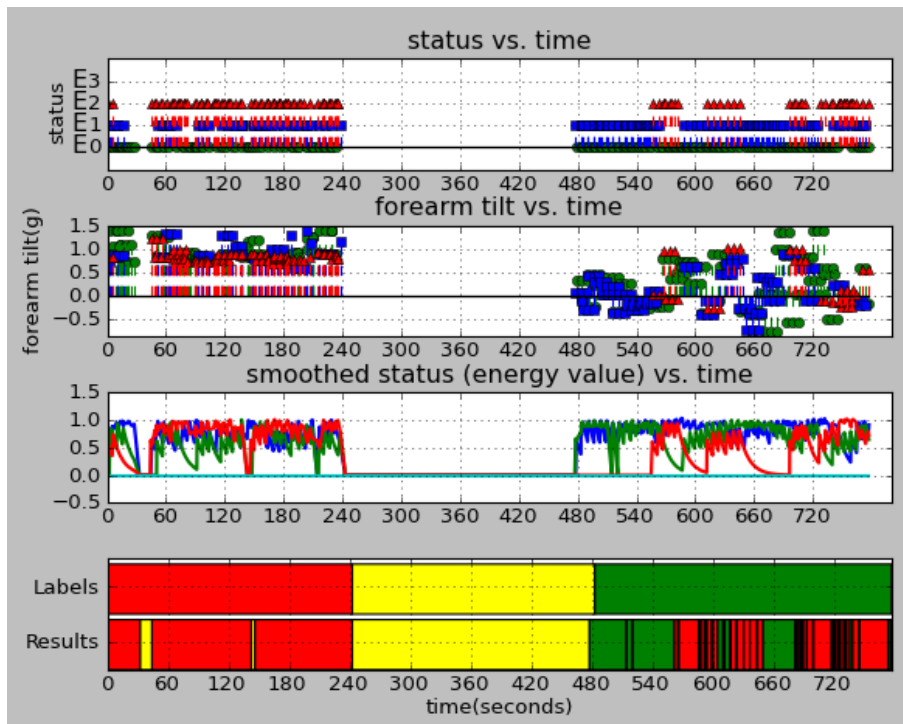 status vs. time
status
E3
E2
E1
E0
0 60 120 180 240 300 360 420 480 540 600 660 720
forearm tilt vs. time
forearm tilt(g)
1.5
1.0
0.5
0.0
−0.5
0 60 120 180 240 300 360 420 480 540 600 660 720
smoothed status (energy value) vs. time
1.5
1.0
0.5
0.0
−0.5
0 60 120 180 240 300 360 420 480 540 600 660 720
Labels
Results
0 60 120 180 240 300 360 420 480 540 600 660 720
time(seconds)